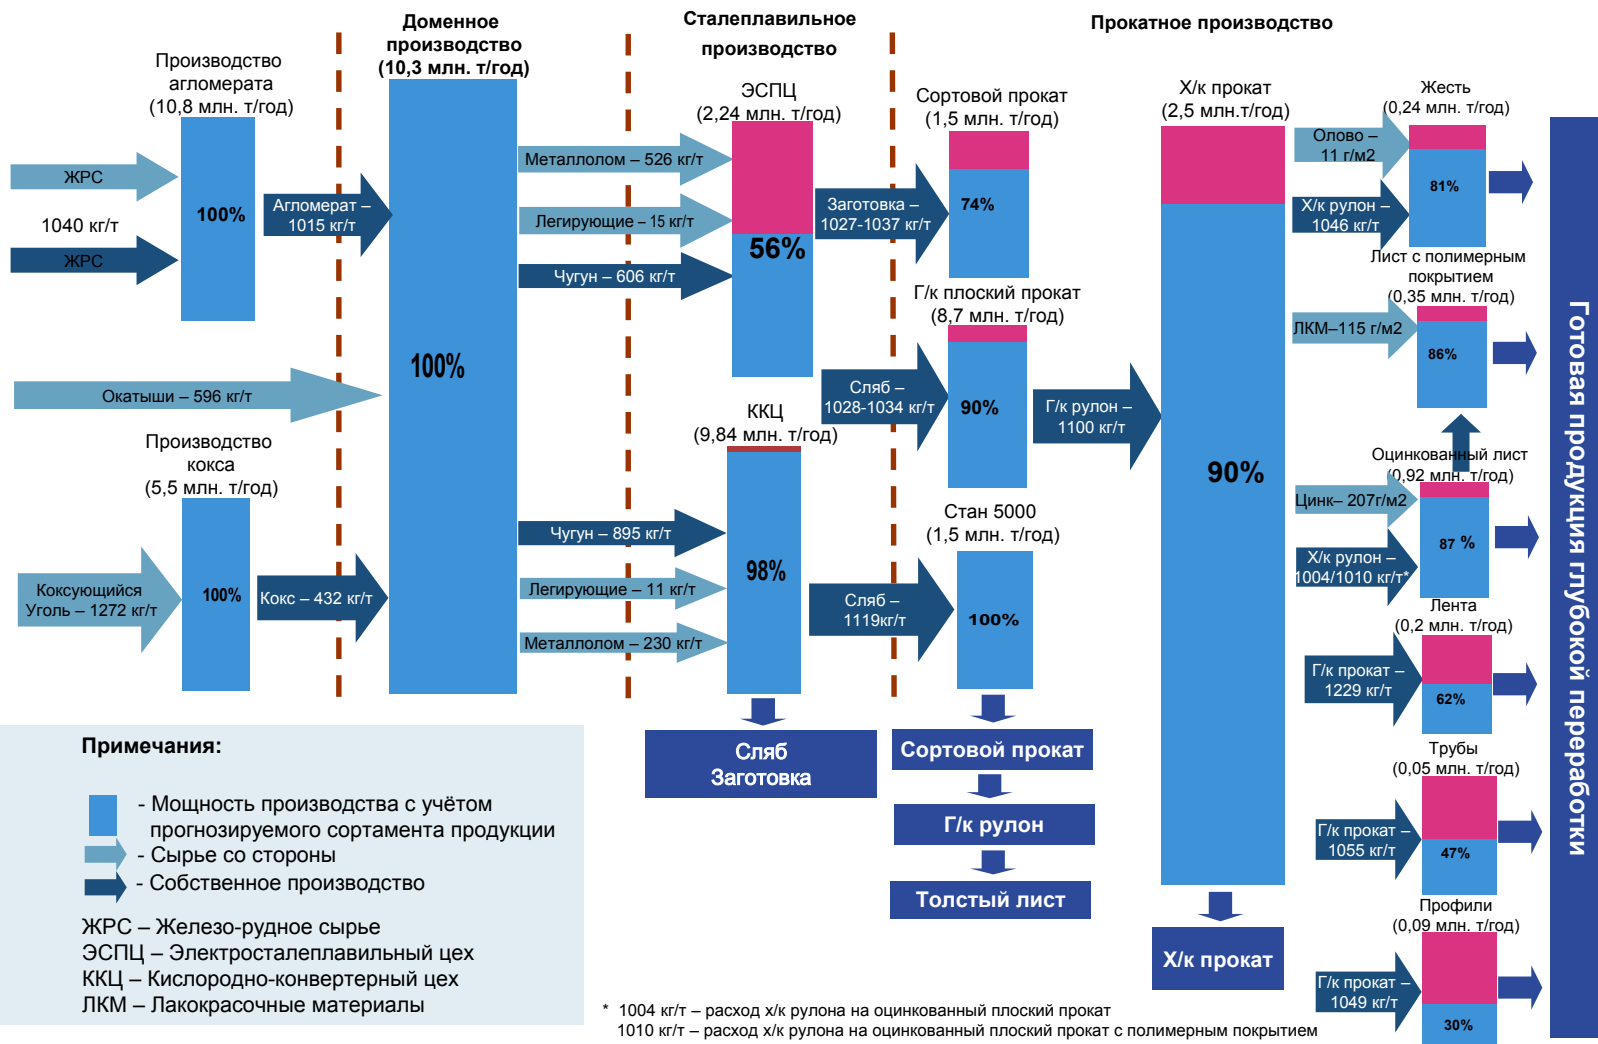 Доменное
производство
(10,3 млн. т/год)
Сталеплавильное
производство
Прокатное производство
Производство
агломерата
(10,8 млн. т/год)
ЖРС
1040 кг/т
ЖРС
100%
Агломерат –
1015 кг/т
Окатыши – 596 кг/т
Производство
кокса
(5,5 млн. т/год)
Коксующийся
Уголь – 1272 кг/т
100%
Кокс – 432 кг/т
100%
Металлолом – 526 кг/т
Легирующие – 15 кг/т
Чугун – 606 кг/т
ЭСПЦ
(2,24 млн. т/год)
56%
Чугун – 895 кг/т
Легирующие – 11 кг/т
Металлолом – 230 кг/т
ККЦ
(9,84 млн. т/год)
98%
Сляб
Заготовка
Заготовка –
1027-1037 кг/т
Сортовой прокат
(1,5 млн. т/год)
74%
Сляб –
1028-1034 кг/т
Г/к плоский прокат
(8,7 млн. т/год)
90%
Сляб –
1119кг/т
Стан 5000
(1,5 млн. т/год)
100%
Сортовой прокат
Г/к рулон
Толстый лист
Г/к рулон –
1100 кг/т
Х/к прокат
(2,5 млн.т/год)
90%
Х/к прокат
Олово –
11 г/м2
Х/к рулон –
1046 кг/т
Жесть
(0,24 млн. т/год)
81%
Лист с полимерным
покрытием
(0,35 млн. т/год)
ЛКМ–115 г/м2
86%
Оцинкованный лист
(0,92 млн. т/год)
Цинк– 207г/м2
Х/к рулон –
1004/1010 кг/т*
87 %
Лента
(0,2 млн. т/год)
Г/к прокат –
1229 кг/т
62%
Трубы
(0,05 млн. т/год)
Г/к прокат –
1055 кг/т
47%
Профили
(0,09 млн. т/год)
Г/к прокат –
1049 кг/т
30%
Готовая продукция глубокой переработки
Примечания:
- Мощность производства с учётом
прогнозируемого сортамента продукции
- Сырье со стороны
- Собственное производство
ЖРС – Железо-рудное сырье
ЭСПЦ – Электросталеплавильный цех
ККЦ – Кислородно-конвертерный цех
ЛКМ – Лакокрасочные материалы
* 1004 кг/т – расход х/к рулона на оцинкованный плоский прокат
1010 кг/т – расход х/к рулона на оцинкованный плоский прокат с полимерным покрытием